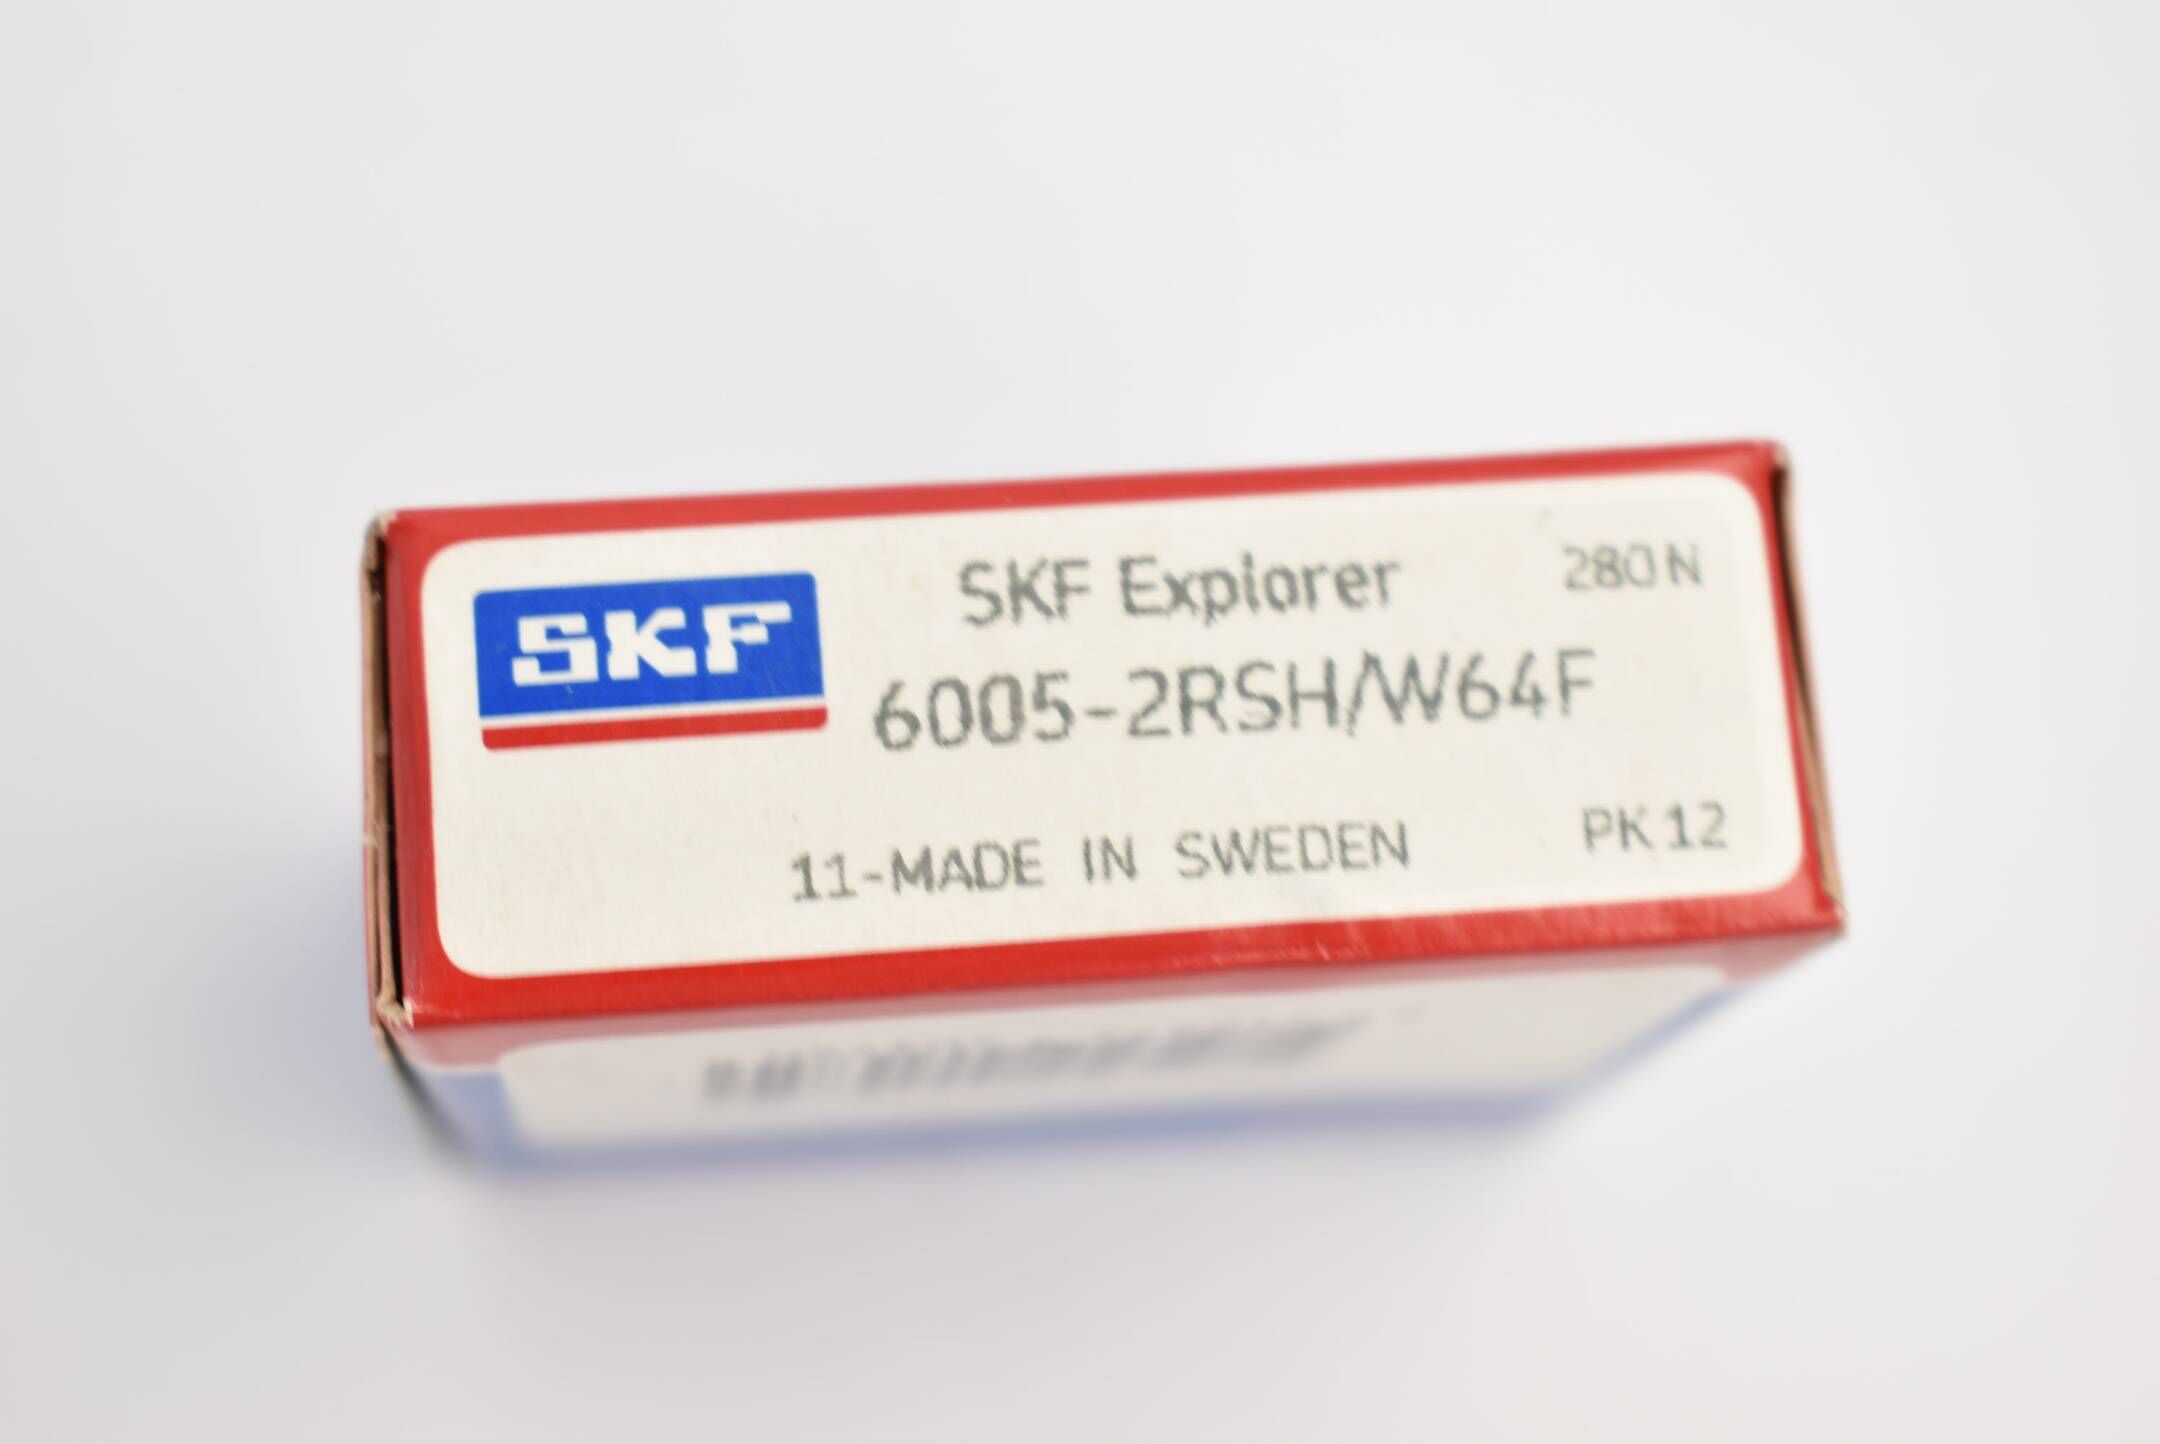 SKF
SKF Explorer
280N
6005-2RSH/W64F
11-MADE IN SWEDEN
PK12